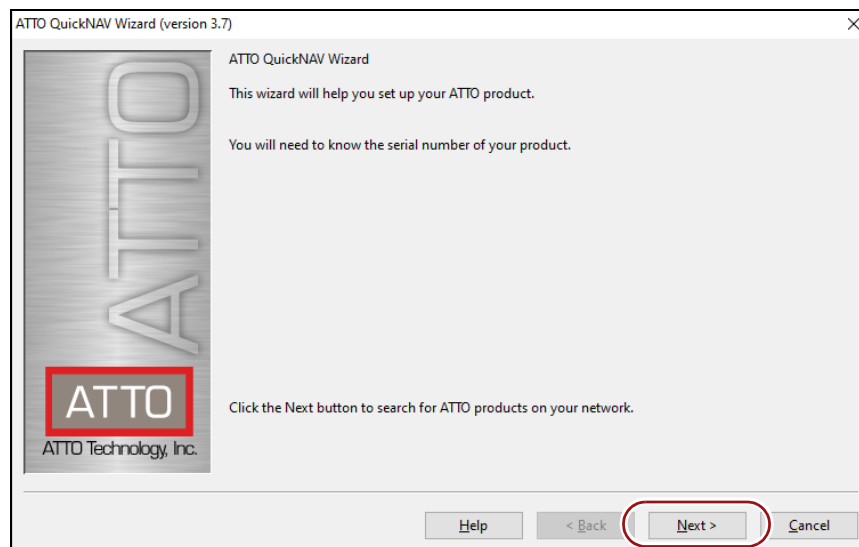 ATTO QuickNAV Wizard (version 3.7)
ATTO
ATTO QuickNAV Wizard
This wizard will help you set up your ATTO product.
You will need to know the serial number of your product.
ATTO
ATTO Technology, Inc.
Click the Next button to search for ATTO products on your network.
Help
< Back
Next >
Cancel